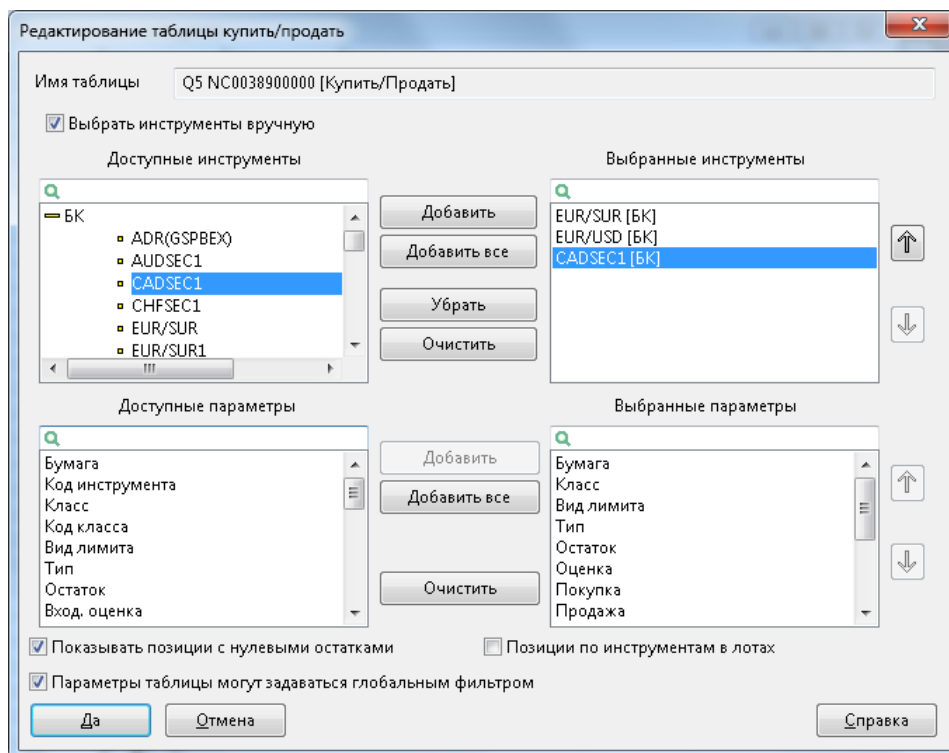 Редактирование таблицы купить/продать
x
Имя таблицы Q5 NC0038900000 [Купить/Продать]
Выбрать инструменты вручную
Доступные инструменты
БК
ADR(GSPBEX)
AUDSEC1
CADSEC1
CHFSEC1
EUR/SUR
EUR/SUR1
Добавить
Добавить все
Убрать
Очистить
Выбранные инструменты
EUR/SUR [БК]
EUR/USD [БК]
CADSEC1 [БК]
Доступные параметры
Бумага
Код инструмента
Класс
Код класса
Вид лимита
Тип
Остаток
Вход. оценка
Добавить
Добавить все
Очистить
Выбранные параметры
Бумага
Класс
Вид лимита
Тип
Остаток
Оценка
Покупка
Продажа
Показывать позиции с нулевыми остатками
Позиции по инструментам в лотах
Параметры таблицы могут задаваться глобальным фильтром
Да
Отмена
Справка